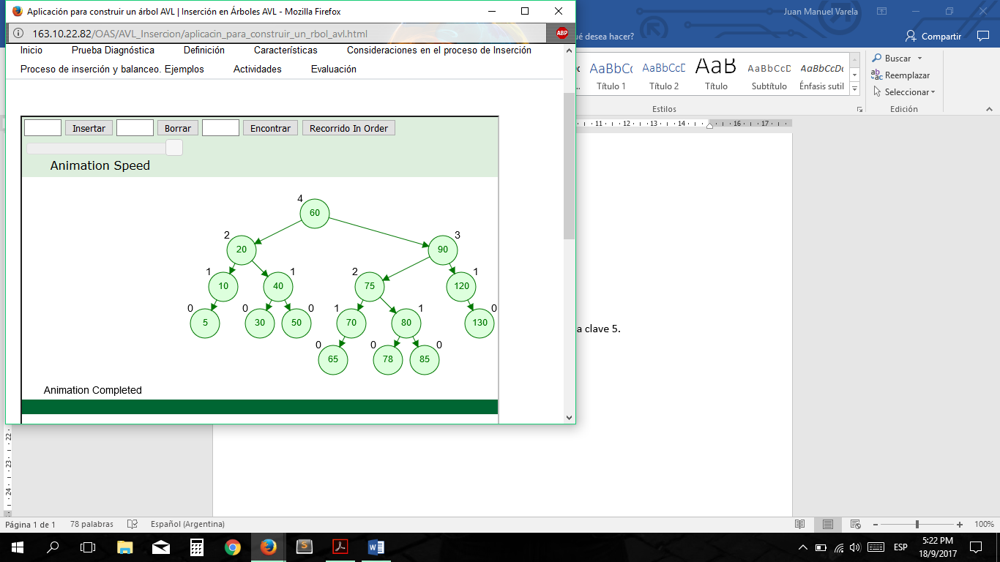 Aplicación para construir un árbol AVL | Inserción en Árboles AVL - Mozilla Firefox
163.10.22.82/OAS/AVL_Insercion/aplicacin_para_construir_un_rbol_avl.html
ABP
Inicio Prueba Diagnóstica Definición Características Consideraciones en el proceso de Inserción
Proceso de inserción y balanceo. Ejemplos Actividades Evaluación
Insertar Borrar Encontrar Recorrido In Order
Animation Speed
4
60
2 3
20 90
1 1 2 1
10 40 75 120
0 0 0 1 1 0
5 30 50 70 80 130
0 0 0
65 78 85
Animation Completed
Juan Manuel Varela
ué desea hacer?
Compartir
AaBbCc AaBbCcD AaB AaBbCcD AaBbCcDc
Título 1 Título 2 Título Subtítulo Énfasis sutil
Estilos
Buscar
Reemplazar
Seleccionar
Edición
11 12 13 14 16 17
a clave 5.
22
23
24
Página 1 de 1 78 palabras Español (Argentina) 100%
ESP
5:22 PM
18/9/2017